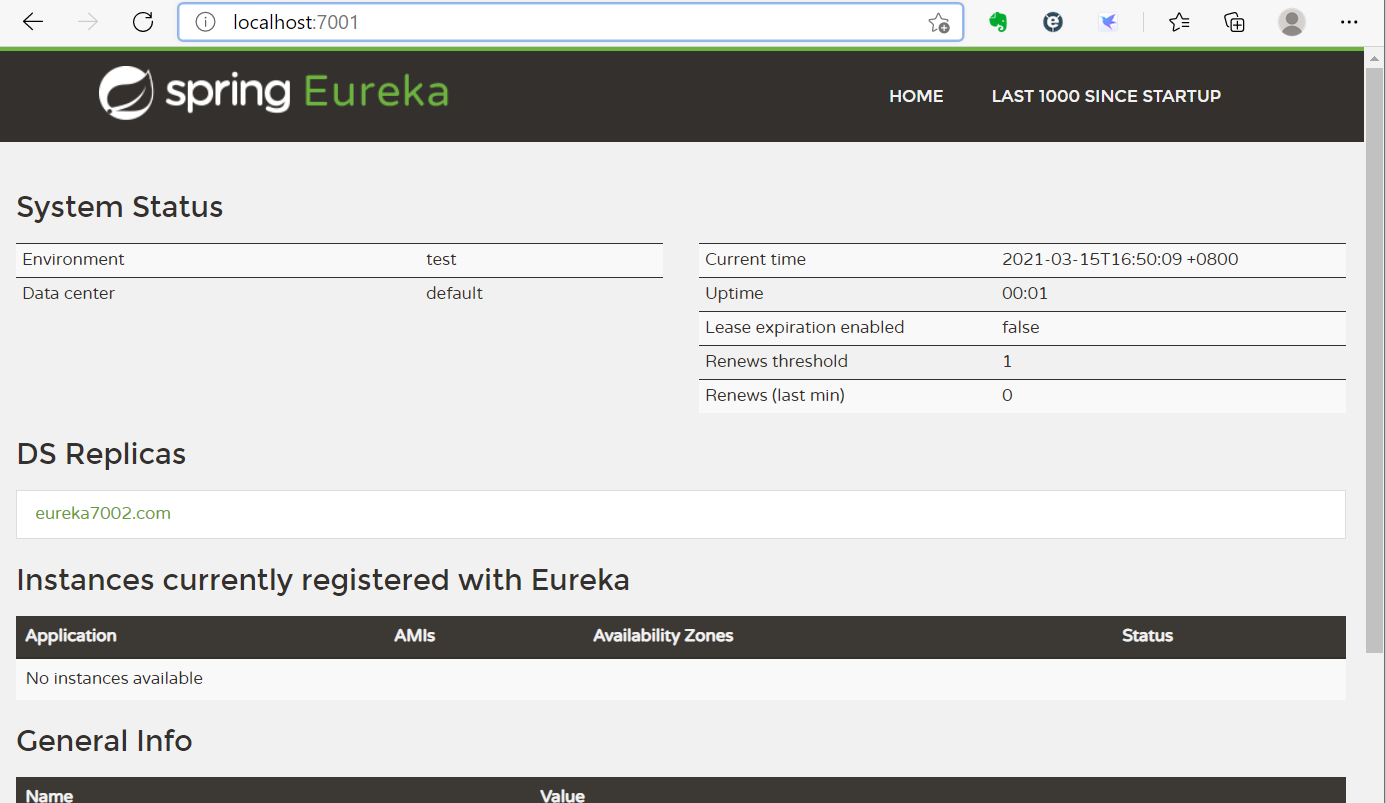 localhost:7001
spring Eureka
HOME LAST 1000 SINCE STARTUP
System Status
Environment test
Data center default
Current time 2021-03-15T16:50:09 +0800
Uptime 00:01
Lease expiration enabled false
Renews threshold 1
Renews (last min) 0
DS Replicas
eureka7002.com
Instances currently registered with Eureka
Application AMIs Availability Zones Status
No instances available
General Info
Name Value